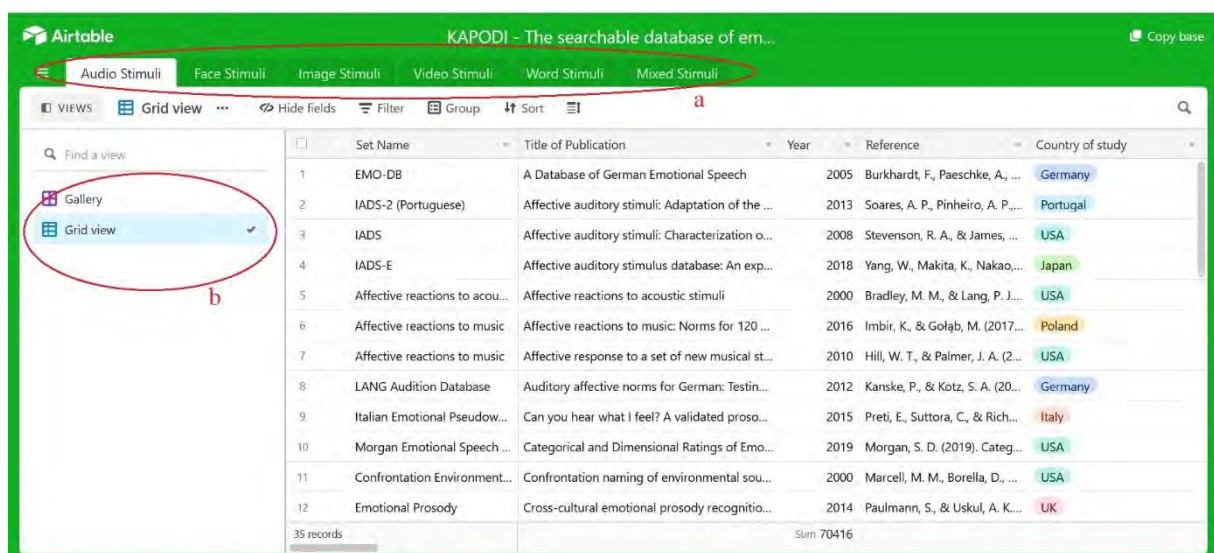 Airtable
KAPODI - The searchable database of em...
Copy base
Audio Stimuli Face Stimuli Image Stimuli Video Stimuli Word Stimuli Mixed Stimuli
a
VIEWS Grid view ... Hide fields Filter Group Sort
Find a view
Gallery
Grid view
b
Set Name Title of Publication Year Reference Country of study
1 EMO-DB A Database of German Emotional Speech 2005 Burkhardt, F., Paeschke, A., ... Germany
2 IADS-2 (Portuguese) Affective auditory stimuli: Adaptation of the ... 2013 Soares, A. P., Pinheiro, A. P.,... Portugal
3 IADS Affective auditory stimuli: Characterization o... 2008 Stevenson, R. A., & James, ... USA
4 IADS-E Affective auditory stimulus database: An exp... 2018 Yang, W., Makita, K., Nakao,... Japan
5 Affective reactions to acou... Affective reactions to acoustic stimuli 2000 Bradley, M. M., & Lang, P. J.... USA
6 Affective reactions to music Affective reactions to music: Norms for 120 ... 2016 Imbir, K., & Gołąb, M. (2017... Poland
7 Affective reactions to music Affective response to a set of new musical st... 2010 Hill, W. T., & Palmer, J. A. (2... USA
8 LANG Audition Database Auditory affective norms for German: Testin... 2012 Kanske, P., & Kotz, S. A. (20... Germany
9 Italian Emotional Pseudow... Can you hear what I feel? A validated proso... 2015 Preti, E., Suttora, C., & Rich... Italy
10 Morgan Emotional Speech ... Categorical and Dimensional Ratings of Emo... 2019 Morgan, S. D. (2019). Categ... USA
11 Confrontation Environment... Confrontation naming of environmental sou... 2000 Marcell, M. M., Borella, D., ... USA
12 Emotional Prosody Cross-cultural emotional prosody recognitio... 2014 Paulmann, S., & Uskul, A. K.... UK
35 records Sum 70416